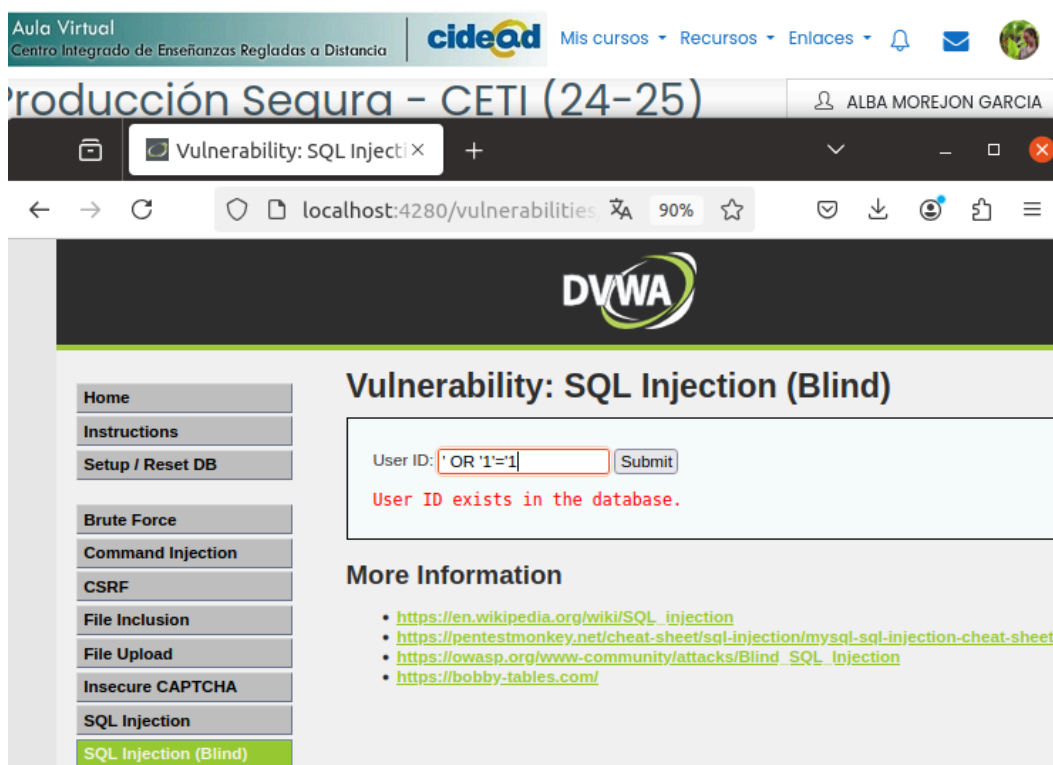 Aula Virtual
Centro Integrado de Enseñanzas Regladas a Distancia
cidead
Mis cursos Recursos Enlaces
Producción Segura - CETI (24-25)
ALBA MOREJON GARCIA
Vulnerability: SQL Injecti
localhost:4280/vulnerabilities
90%
DVWA
Home
Instructions
Setup / Reset DB
Brute Force
Command Injection
CSRF
File Inclusion
File Upload
Insecure CAPTCHA
SQL Injection
SQL Injection (Blind)
Vulnerability: SQL Injection (Blind)
User ID: ' OR '1'='1 Submit
User ID exists in the database.
More Information
https://en.wikipedia.org/wiki/SQL_injection
https://pentestmonkey.net/cheat-sheet/sql-injection/mysql-sql-injection-cheat-sheet
https://owasp.org/www-community/attacks/Blind_SQL_Injection
https://bobby-tables.com/